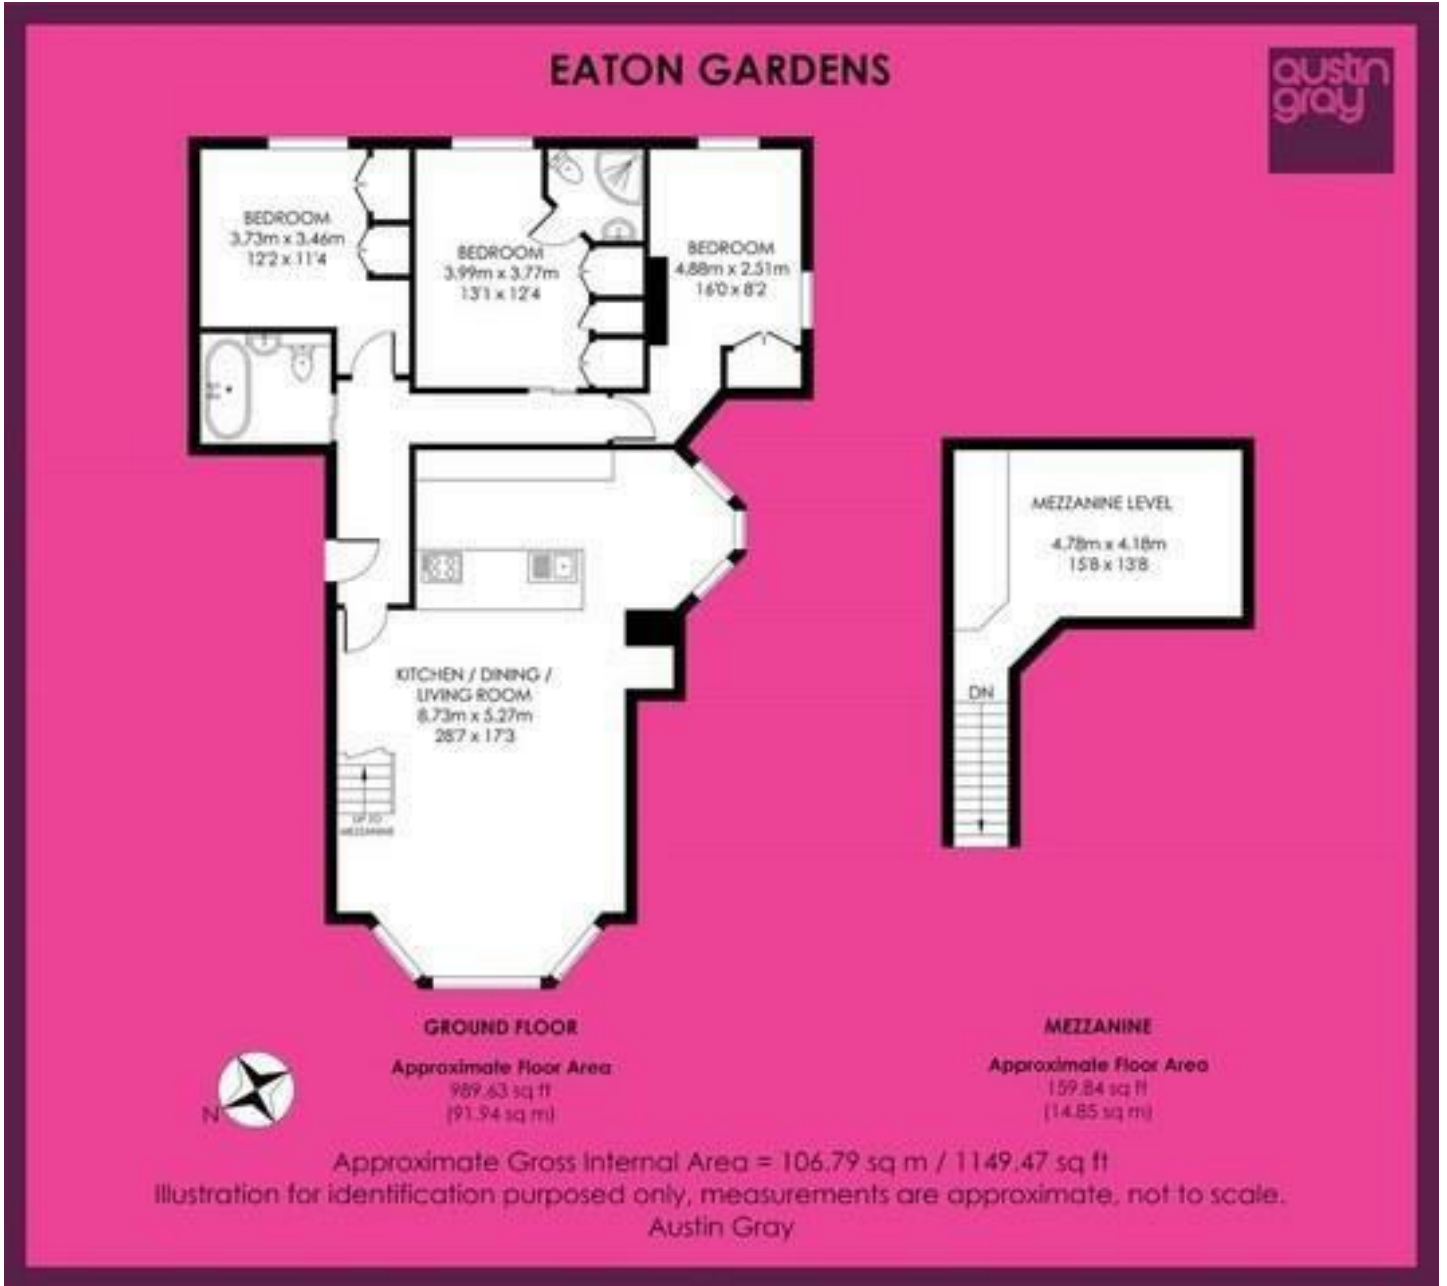 EATON GARDENS
austin
gray
BEDROOM
3.73m x 3.46m
12'2 x 11'4
BEDROOM
3.99m x 3.77m
13'1 x 12'4
BEDROOM
4.88m x 2.51m
16'0 x 8'2
MEZZANINE LEVEL
4.78m x 4.18m
15'8 x 13'8
DN
KITCHEN / DINING /
LIVING ROOM
8.73m x 5.27m
28'7 x 17'3
UP TO
MEZZANINE
GROUND FLOOR
Approximate Floor Area
989.63 sq ft
(91.94 sq m)
MEZZANINE
Approximate Floor Area
159.84 sq ft
(14.85 sq m)
N
Approximate Gross Internal Area = 106.79 sq m / 1149.47 sq ft
Illustration for identification purposed only, measurements are approximate, not to scale.
Austin Gray